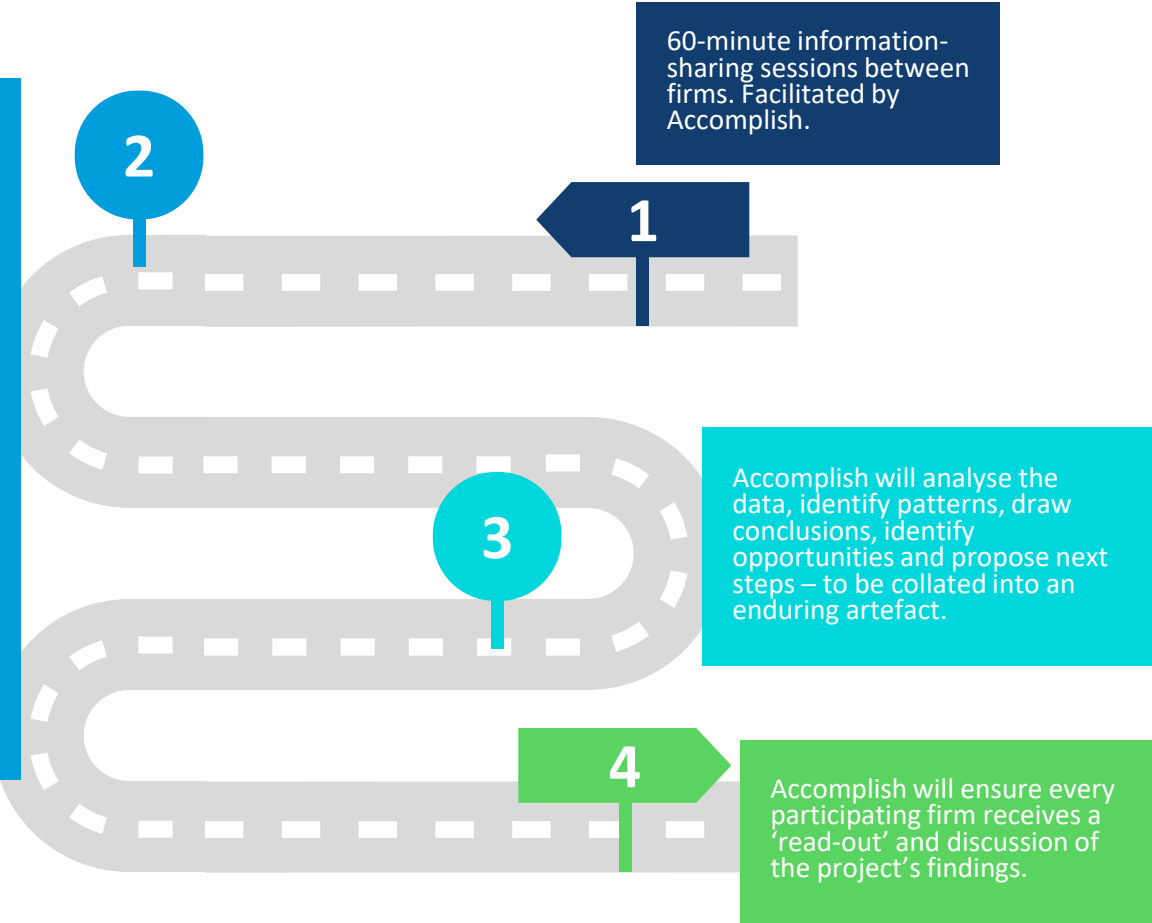 60-minute information-
sharing sessions between
firms. Facilitated by
Accomplish.
2
1
Accomplish will analyse the
data, identify patterns, draw
conclusions, identify
opportunities and propose next
steps – to be collated into an
enduring artefact.
3
4
Accomplish will ensure every
participating firm receives a
‘read-out’ and discussion of
the project’s findings.